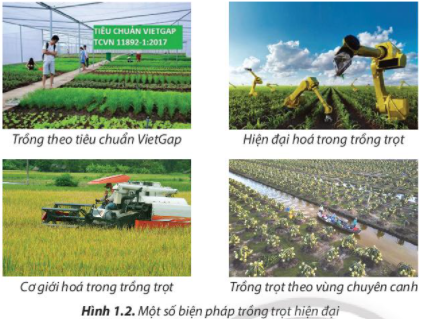 TIÊU CHUẨN VIETGAP
TCVN 11892-1:2017
Trồng theo tiêu chuẩn VietGap
Hiện đại hoá trong trồng trọt
Cơ giới hoá trong trồng trọt
Trồng trọt theo vùng chuyên canh
Hình 1.2. Một số biện pháp trồng trọt hiện đại